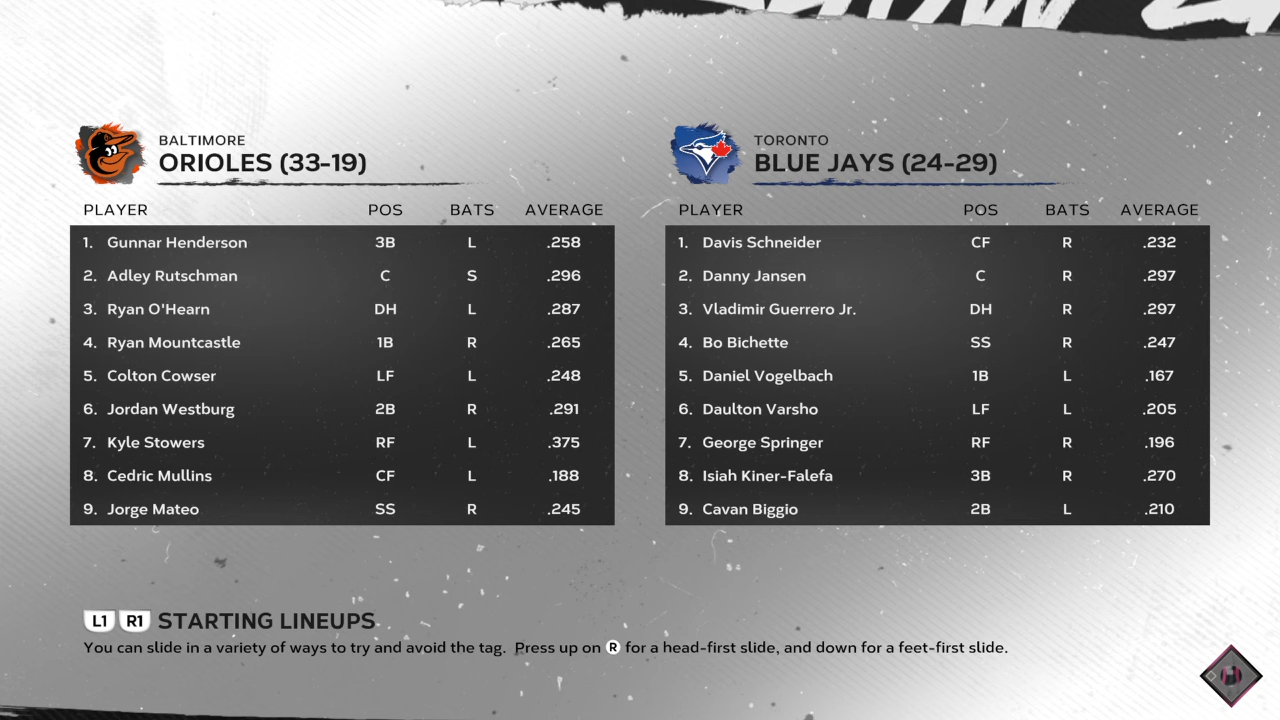 BALTIMORE
ORIOLES (33-19)
PLAYER POS BATS AVERAGE
1. Gunnar Henderson 3B L .258
2. Adley Rutschman C S .296
3. Ryan O'Hearn DH L .287
4. Ryan Mountcastle 1B R .265
5. Colton Cowser LF L .248
6. Jordan Westburg 2B R .291
7. Kyle Stowers RF L .375
8. Cedric Mullins CF L .188
9. Jorge Mateo SS R .245
TORONTO
BLUE JAYS (24-29)
PLAYER POS BATS AVERAGE
1. Davis Schneider CF R .232
2. Danny Jansen C R .297
3. Vladimir Guerrero Jr. DH R .297
4. Bo Bichette SS R .247
5. Daniel Vogelbach 1B L .167
6. Daulton Varsho LF L .205
7. George Springer RF R .196
8. Isiah Kiner-Falefa 3B R .270
9. Cavan Biggio 2B L .210
L1 R1 STARTING LINEUPS
You can slide in a variety of ways to try and avoid the tag. Press up on R for a head-first slide, and down for a feet-first slide.